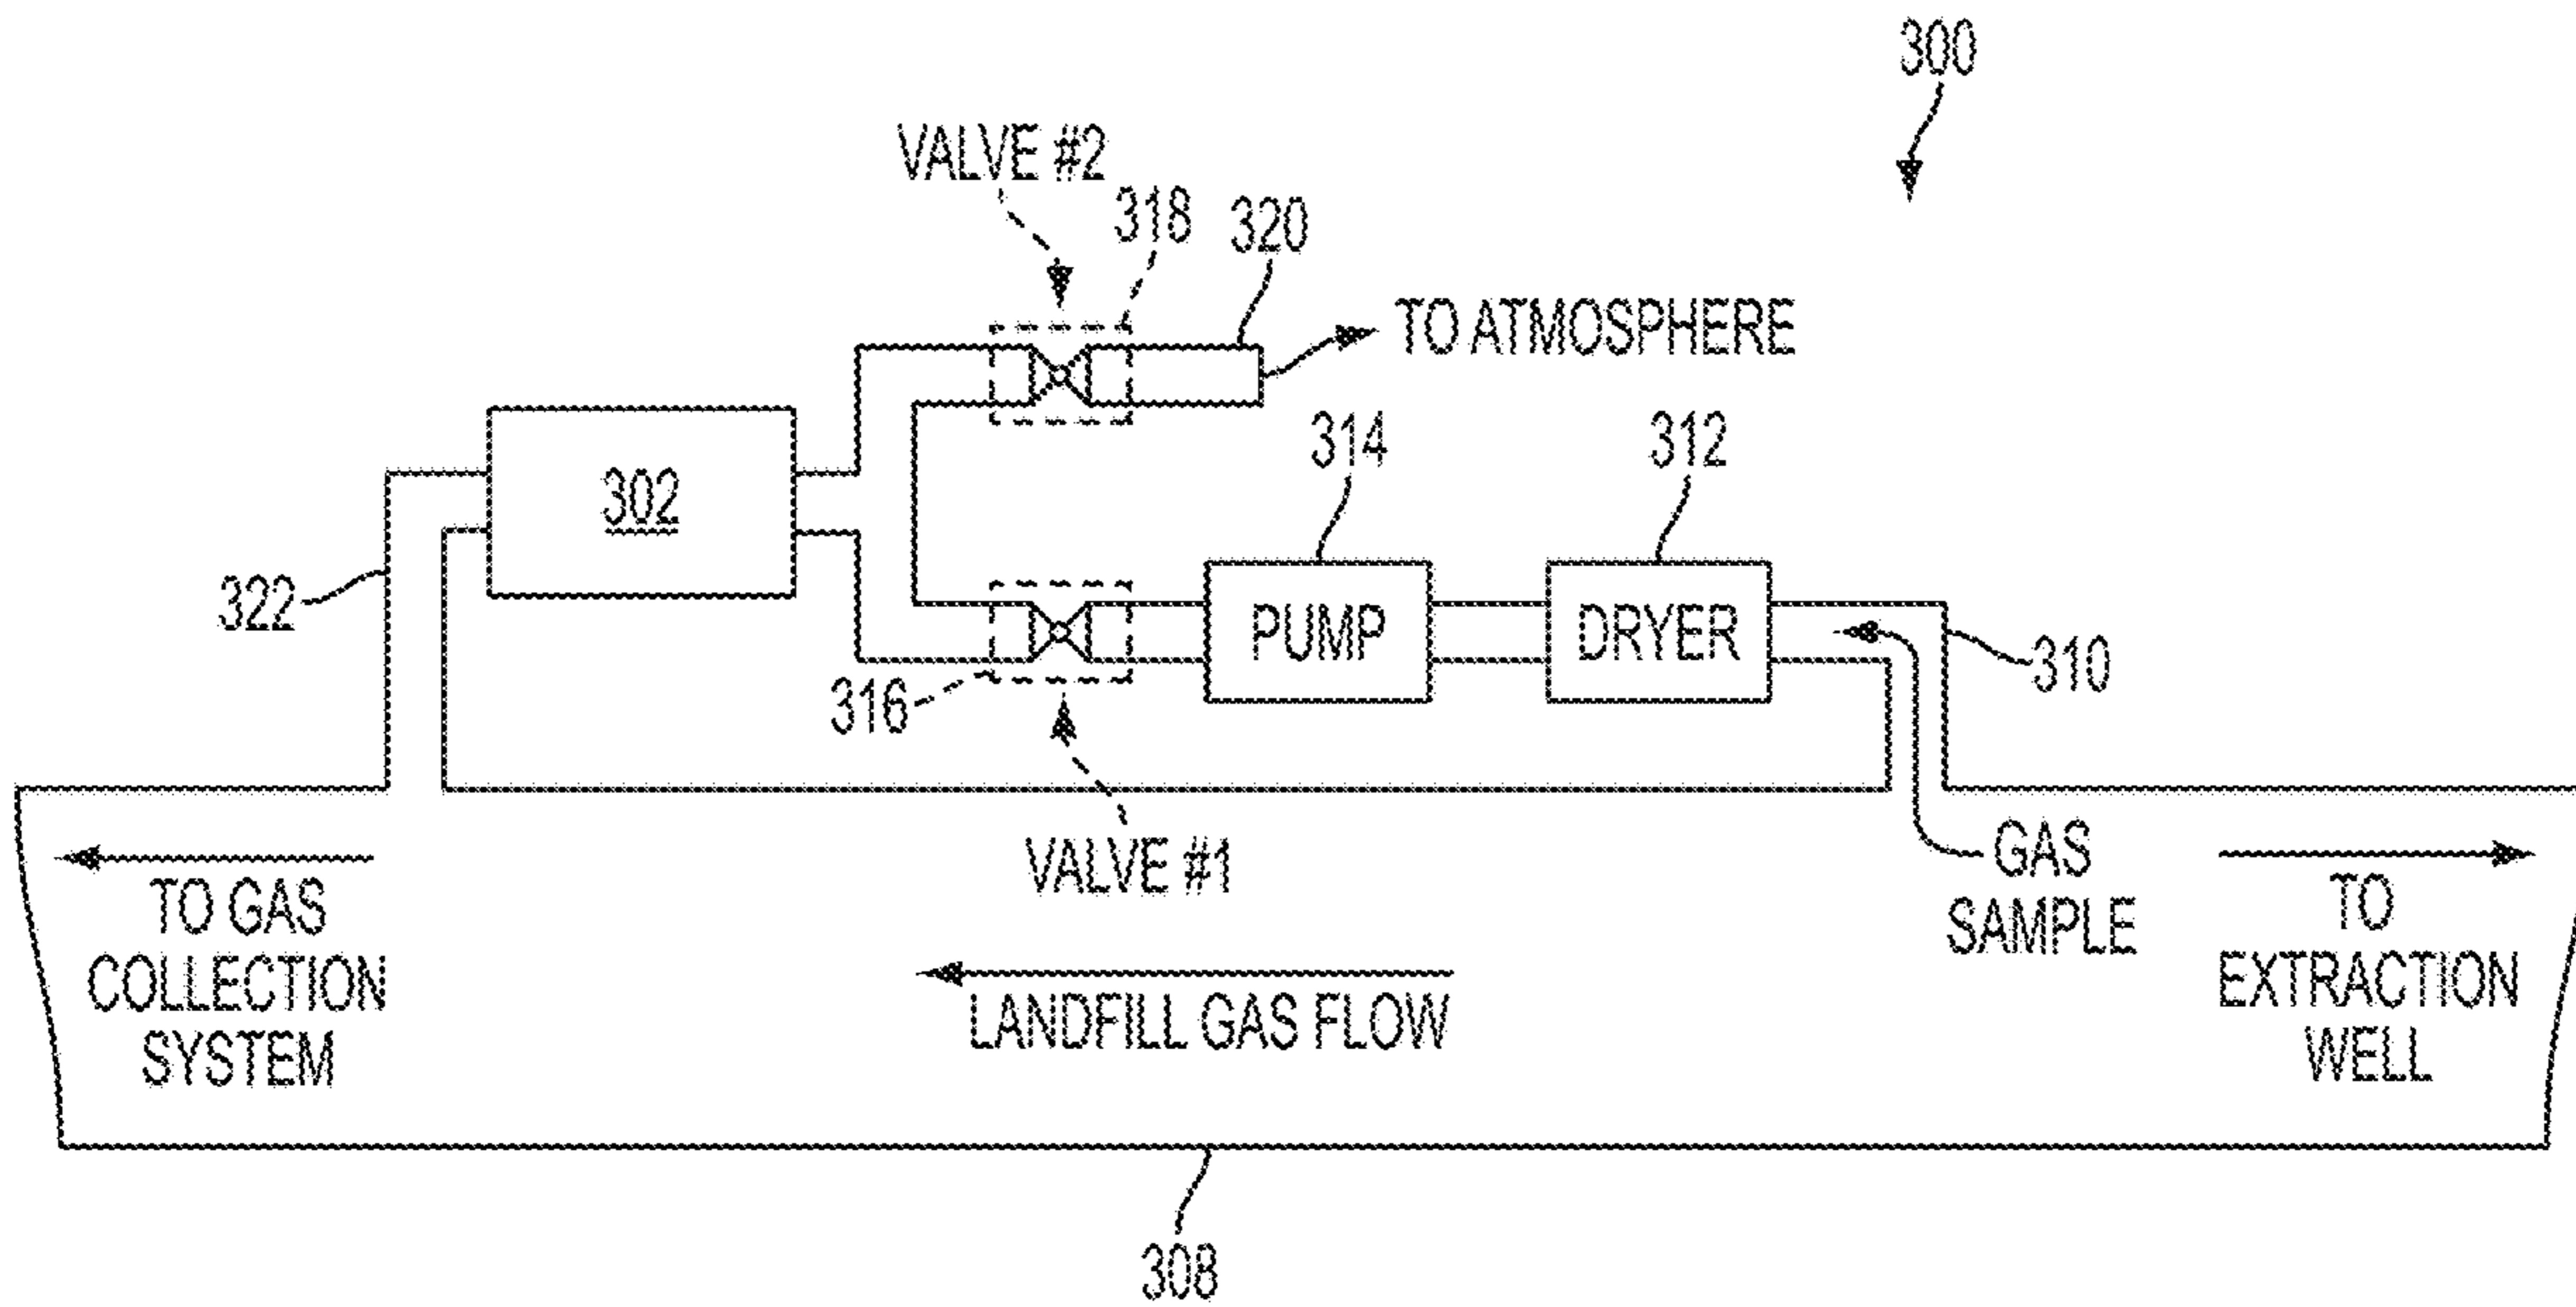 300
VALVE #2
318
320
TO ATMOSPHERE
314
312
302
322
PUMP
DRYER
310
316
VALVE #1
GAS
SAMPLE
TO GAS
COLLECTION
SYSTEM
LANDFILL GAS FLOW
TO
EXTRACTION
WELL
308